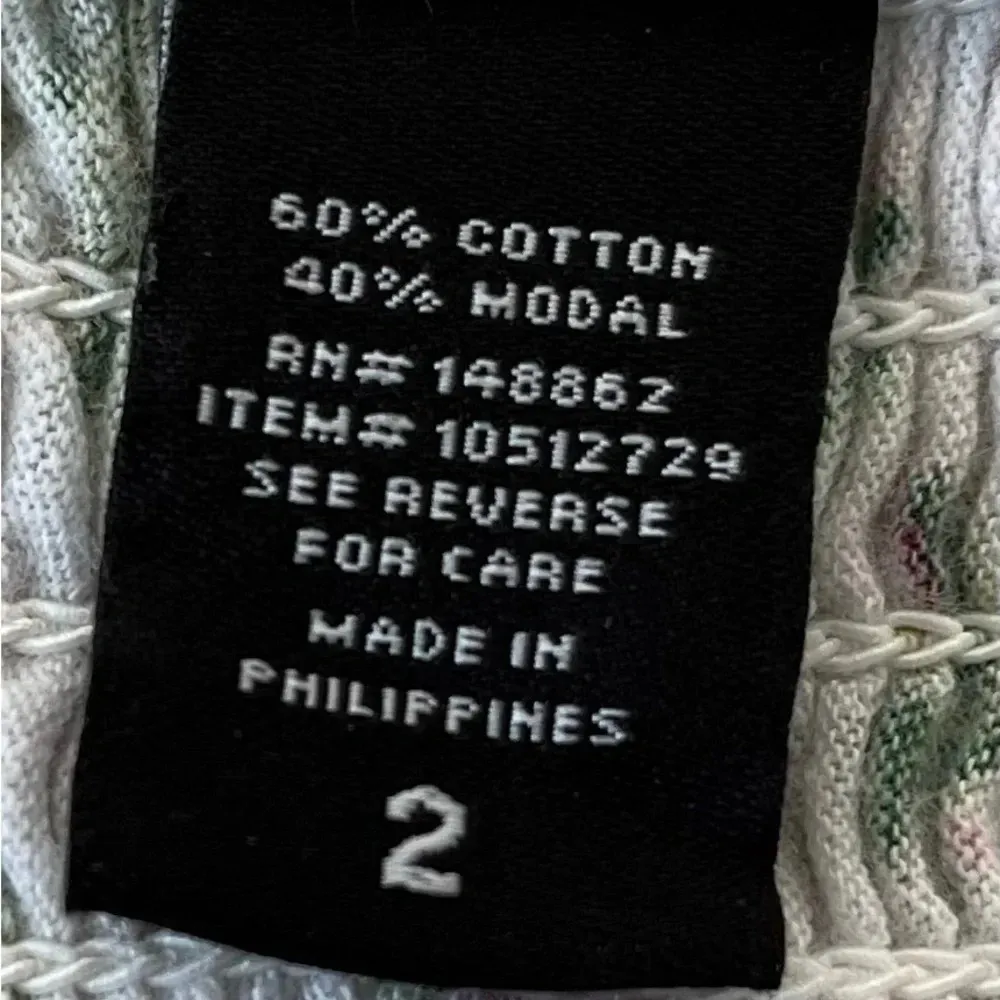 60% COTTON
40% MODAL
RN# 148862
ITEM# 10512729
SEE REVERSE
FOR CARE
MADE IN
PHILIPPINES
2